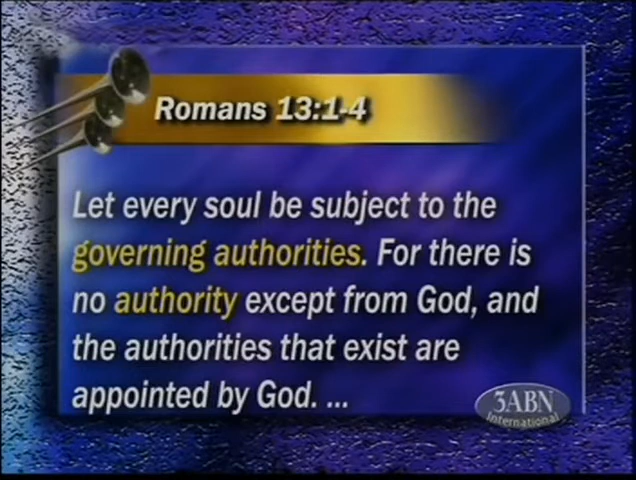 Romans 13:1-4
Let every soul be subject to the
governing authorities. For there is
no authority except from God, and
the authorities that exist are
appointed by God. ...
3ABN
International